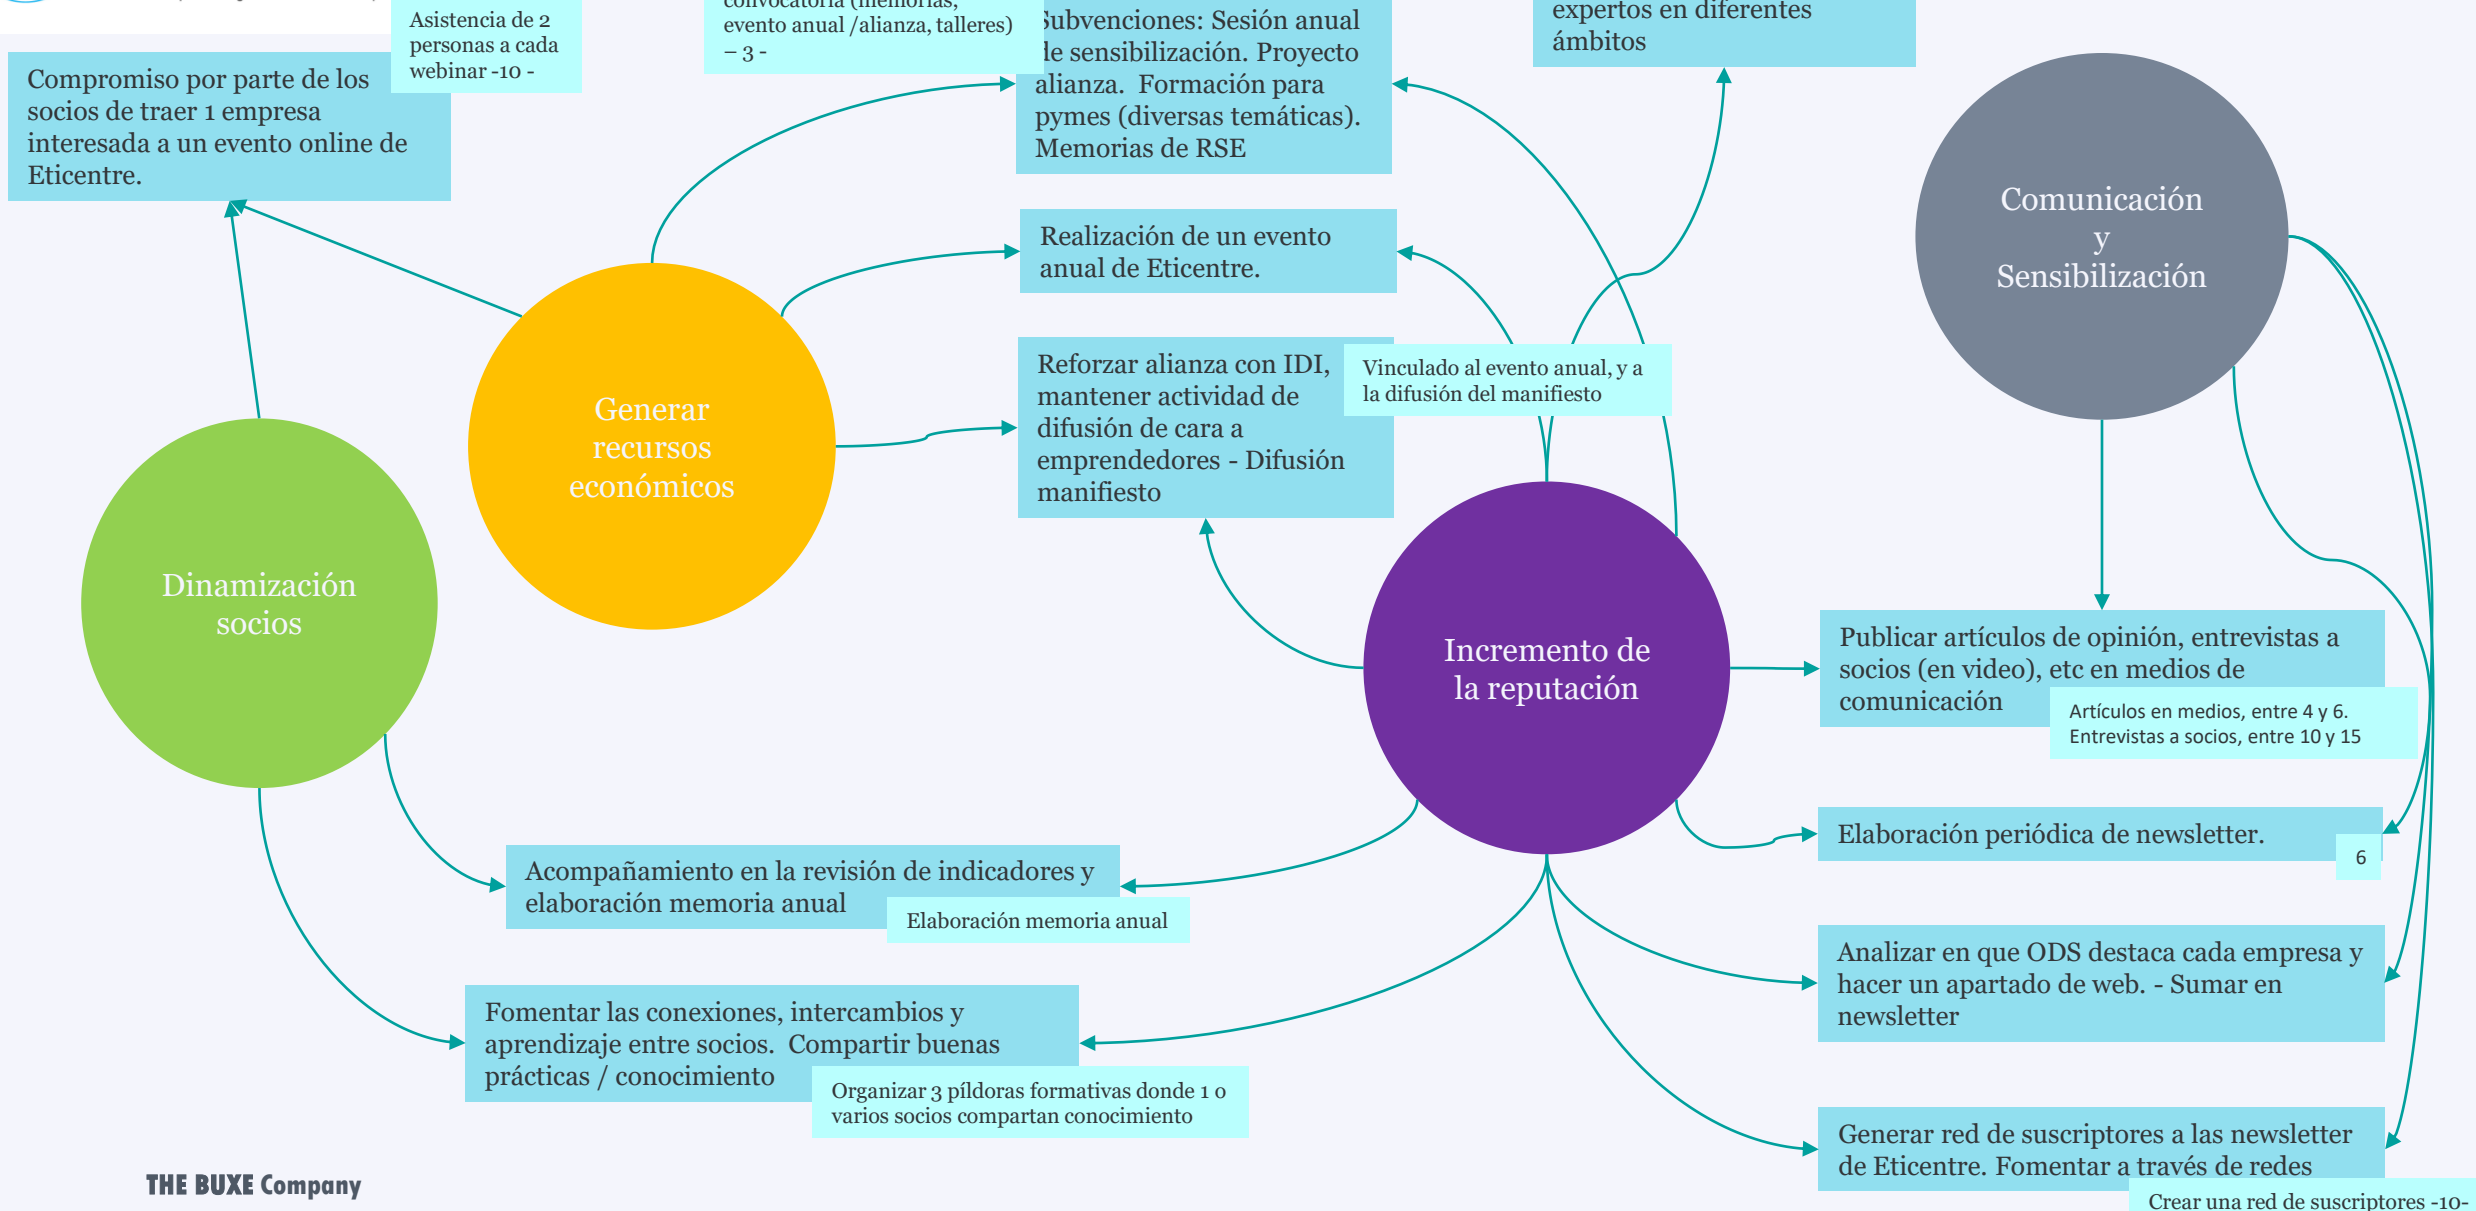 Asistencia de 2
personas a cada
webinar -10 -
Compromiso por parte de los
socios de traer 1 empresa
interesada a un evento online de
Eticentre.
convocatoria (memorias,
evento anual /alianza, talleres)
– 3 -
Subvenciones: Sesión anual
de sensibilización. Proyecto
alianza.  Formación para
pymes (diversas temáticas).
Memorias de RSE
expertos en diferentes
ámbitos
Comunicación
y
Sensibilización
Realización de un evento
anual de Eticentre.
Reforzar alianza con IDI,
mantener actividad de
difusión de cara a
emprendedores - Difusión
manifiesto
Vinculado al evento anual, y a
la difusión del manifiesto
Generar
recursos
económicos
Dinamización
socios
Incremento de
la reputación
Publicar artículos de opinión, entrevistas a
socios (en video), etc en medios de
comunicación
Artículos en medios, entre 4 y 6.
Entrevistas a socios, entre 10 y 15
Elaboración periódica de newsletter.
6
Acompañamiento en la revisión de indicadores y
elaboración memoria anual
Elaboración memoria anual
Analizar en que ODS destaca cada empresa y
hacer un apartado de web. - Sumar en
newsletter
Fomentar las conexiones, intercambios y
aprendizaje entre socios.  Compartir buenas
prácticas / conocimiento
Organizar 3 píldoras formativas donde 1 o
varios socios compartan conocimiento
Generar red de suscriptores a las newsletter
de Eticentre. Fomentar a través de redes
Crear una red de suscriptores -10-
THE BUXE Company